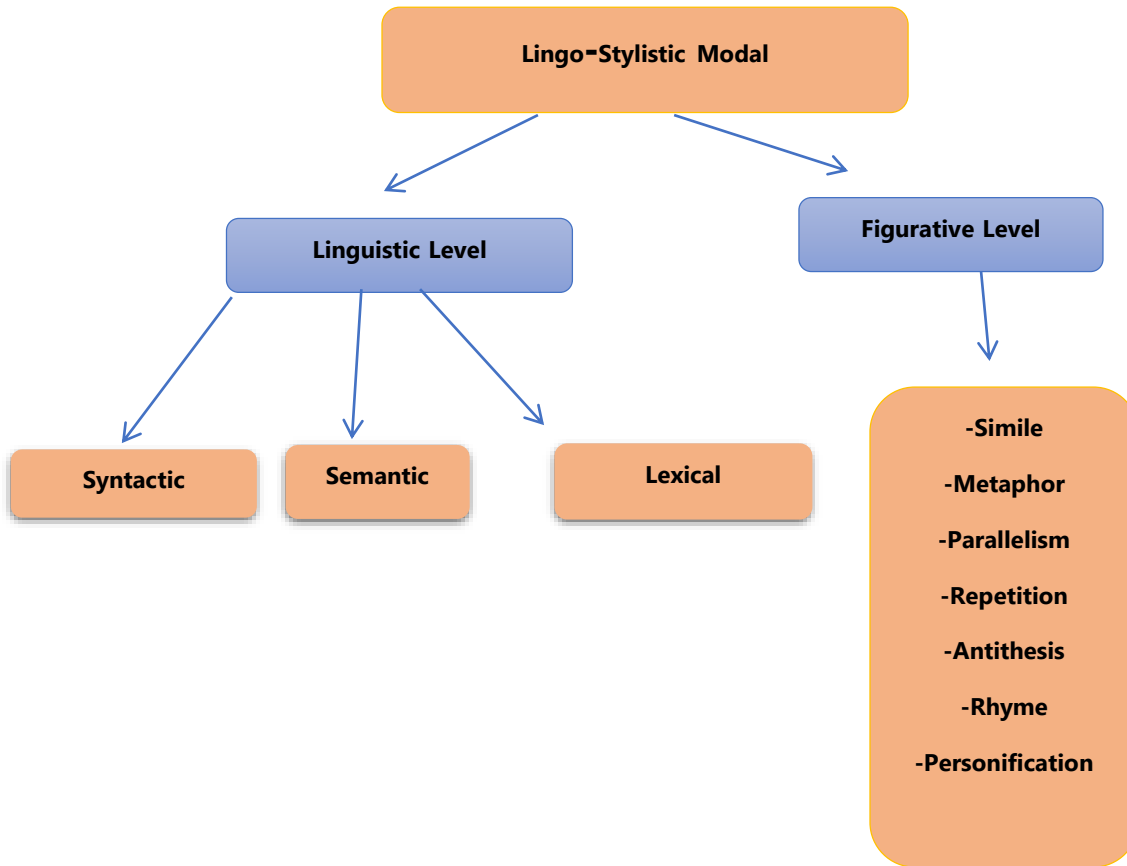 Lingo-Stylistic Modal
Linguistic Level
Figurative Level
Syntactic
Semantic
Lexical
-Simile
-Metaphor
-Parallelism
-Repetition
-Antithesis
-Rhyme
-Personification